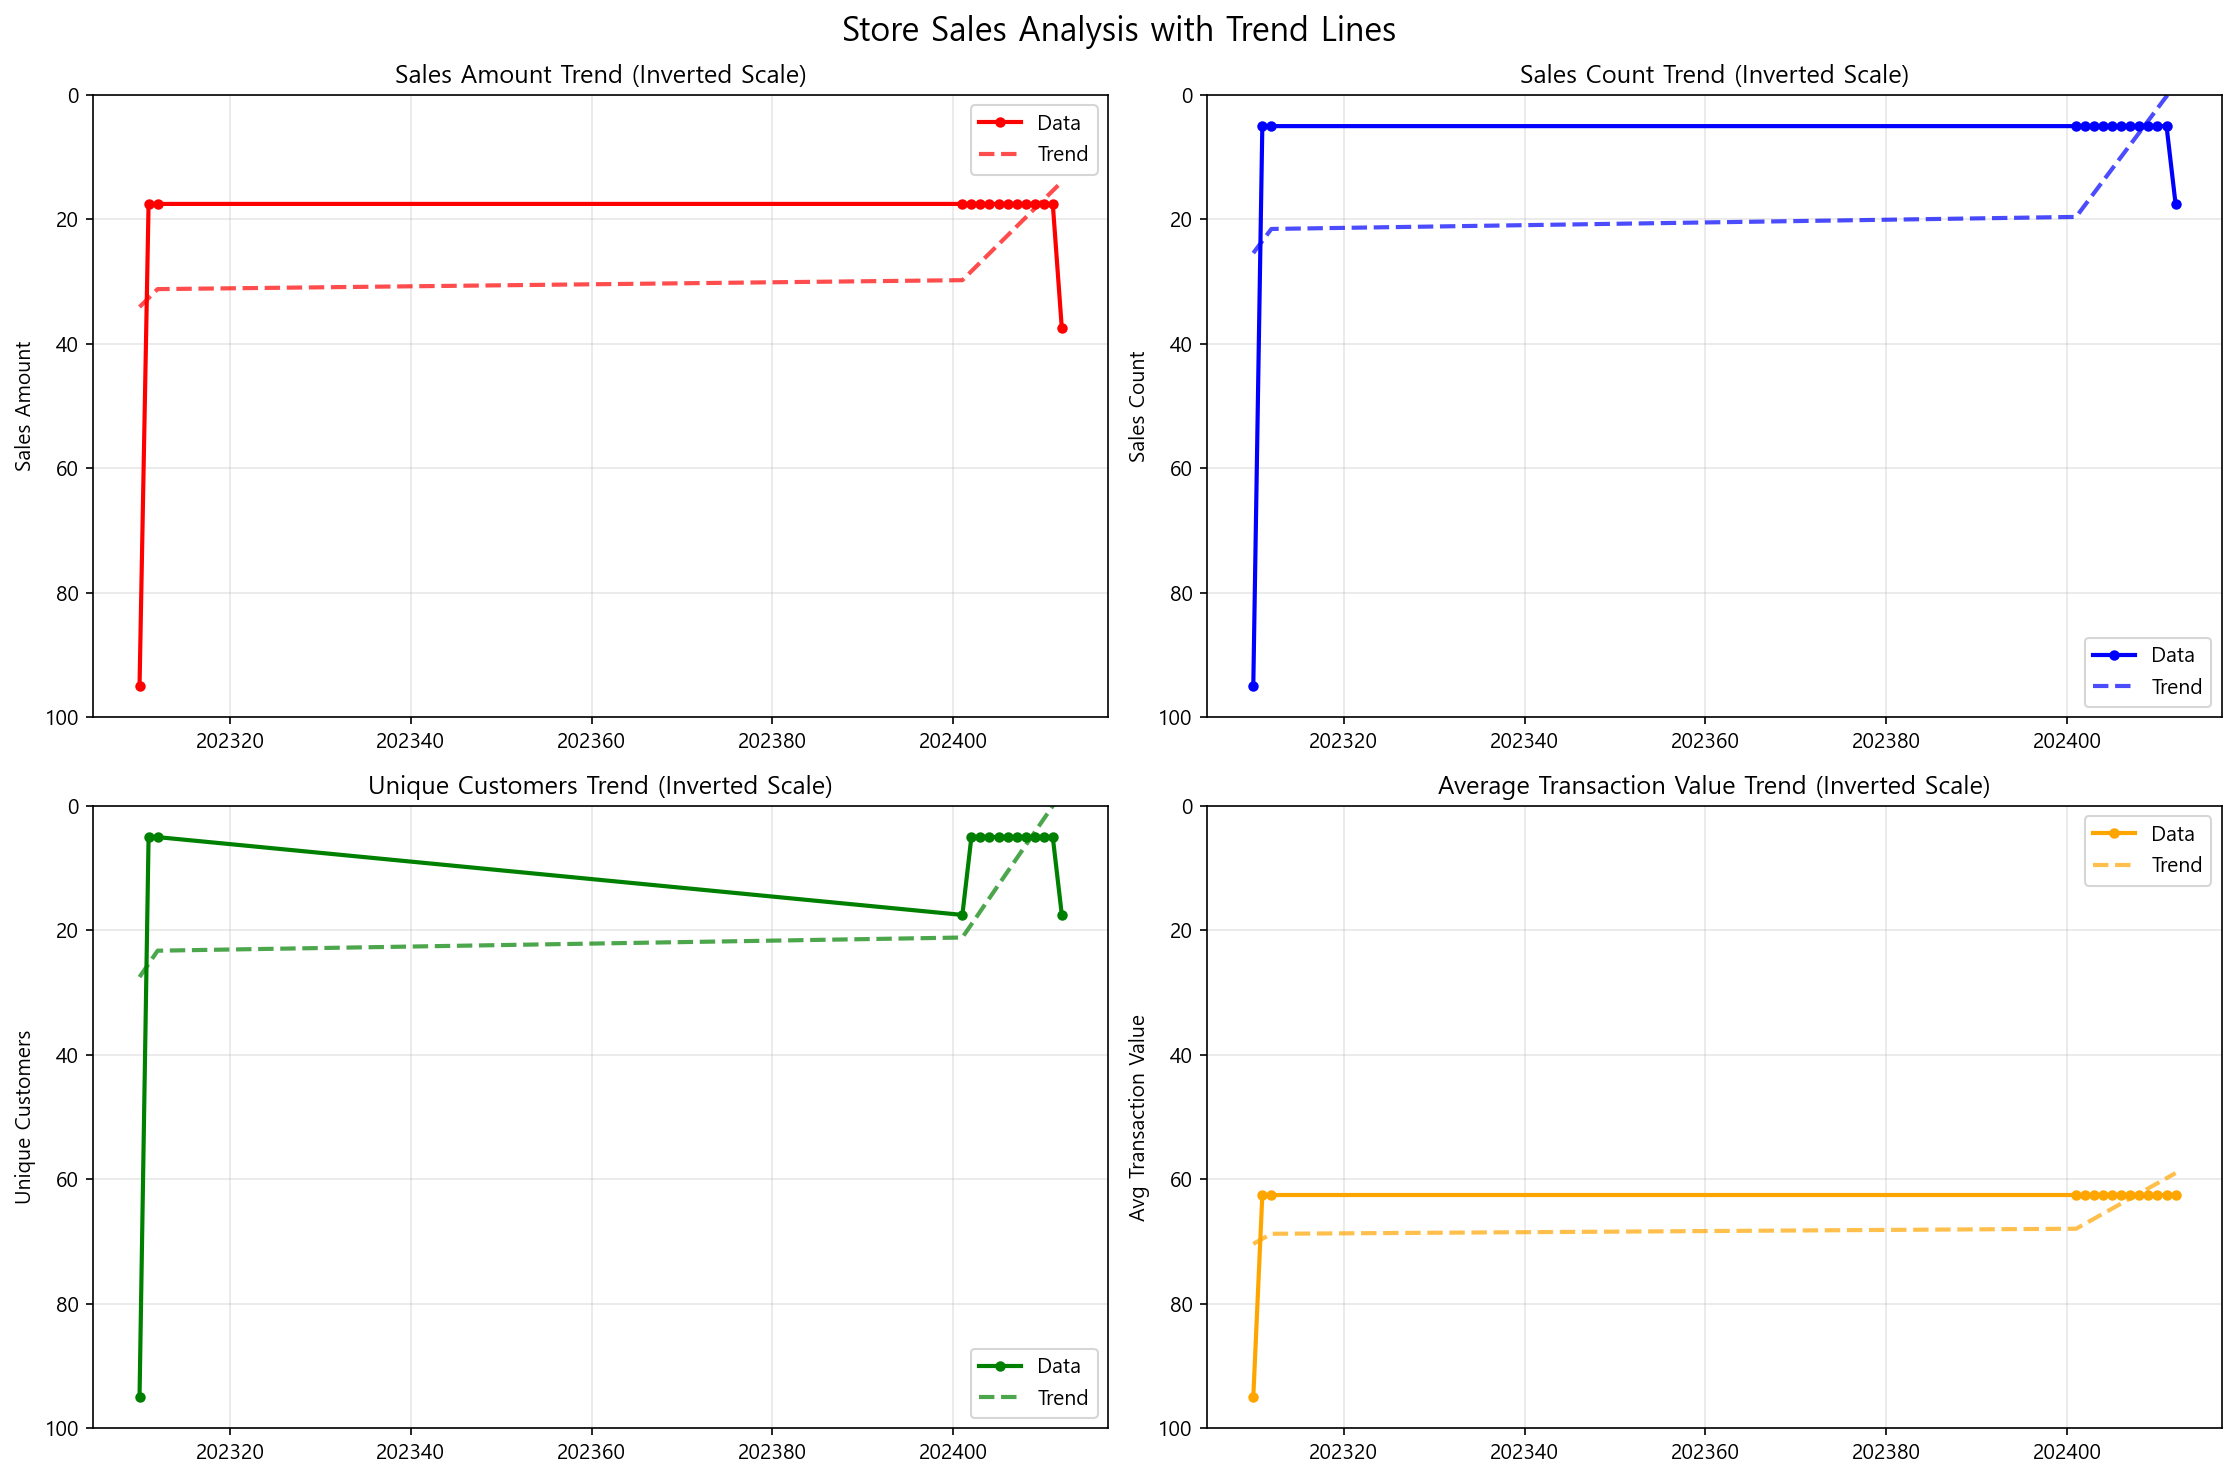 Store Sales Analysis with Trend Lines
Sales Amount Trend (Inverted Scale)
Sales Amount
0
20
40
60
80
100
Data
Trend
202320
202340
202360
202380
202400
Sales Count Trend (Inverted Scale)
Sales Count
0
20
40
60
80
100
Data
Trend
202320
202340
202360
202380
202400
Unique Customers Trend (Inverted Scale)
Unique Customers
0
20
40
60
80
100
Data
Trend
202320
202340
202360
202380
202400
Average Transaction Value Trend (Inverted Scale)
Avg Transaction Value
0
20
40
60
80
100
Data
Trend
202320
202340
202360
202380
202400